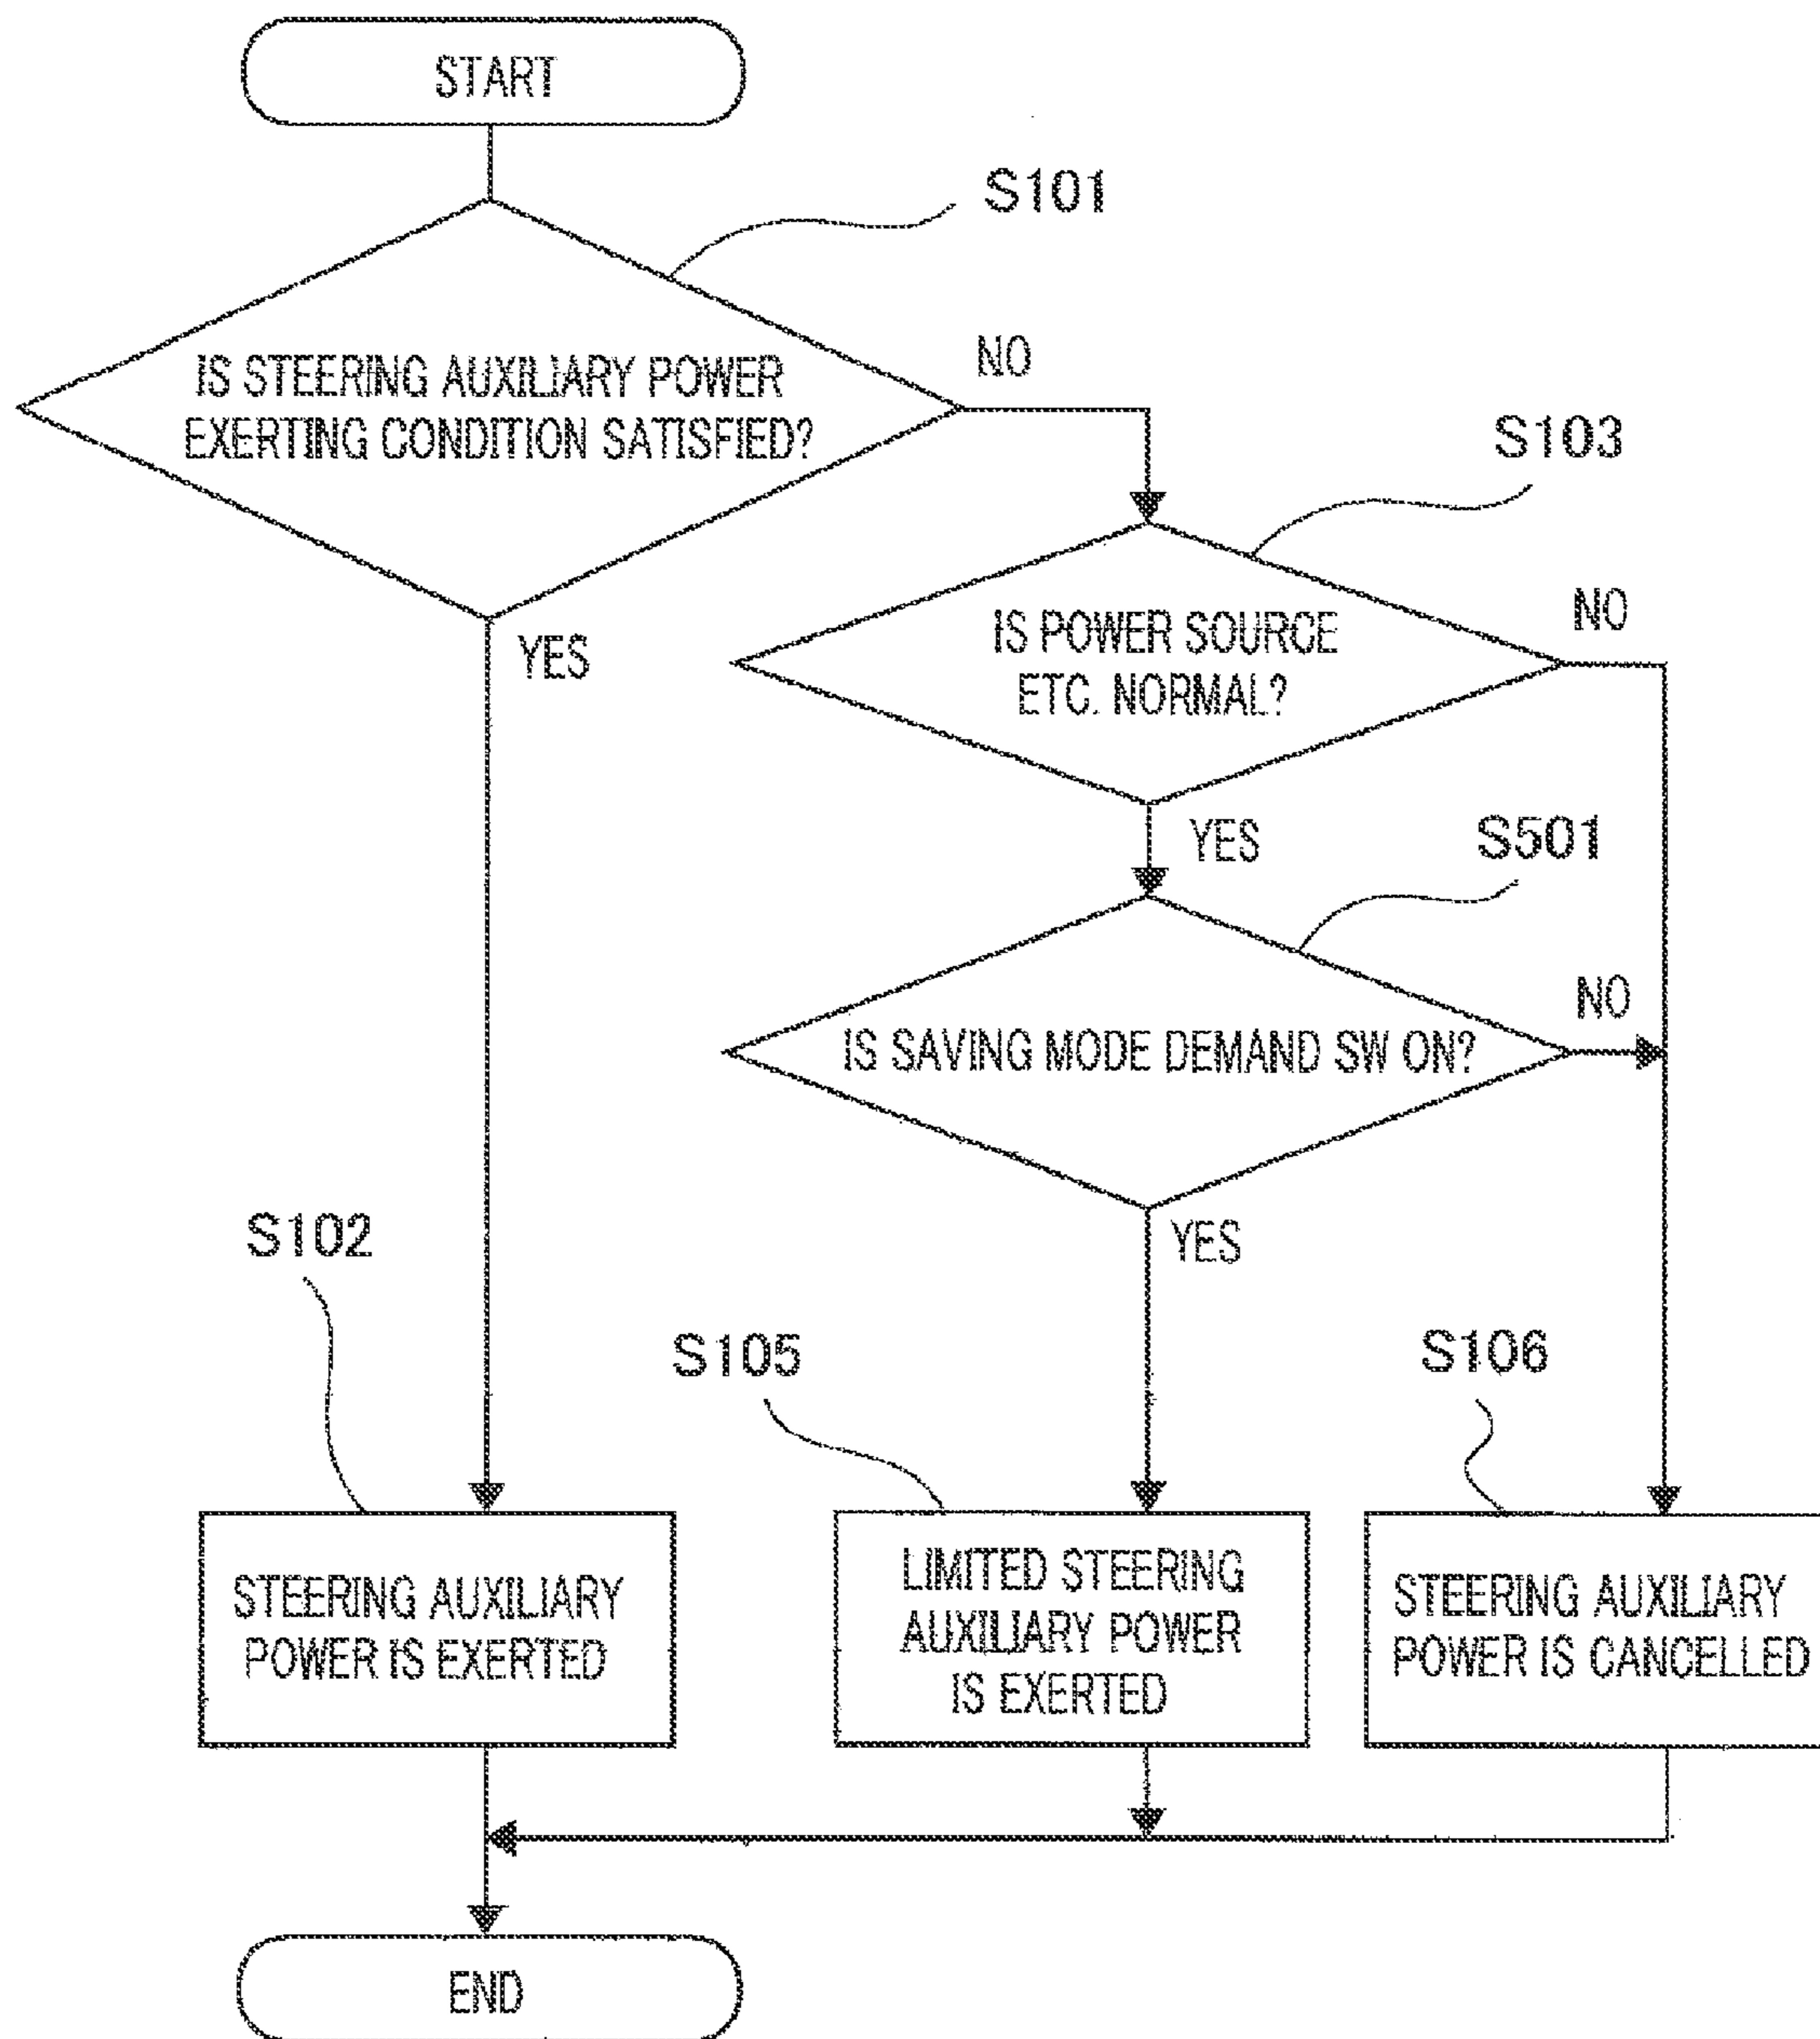 START
S101
IS STEERING AUXILIARY POWER
EXERTING CONDITION SATISFIED?
NO
YES
S103
IS POWER SOURCE
ETC. NORMAL?
NO
YES
S501
IS SAVING MODE DEMAND SW ON?
NO
YES
S102
STEERING AUXILIARY
POWER IS EXERTED
S105
LIMITED STEERING
AUXILIARY POWER
IS EXERTED
S106
STEERING AUXILIARY
POWER IS CANCELLED
END